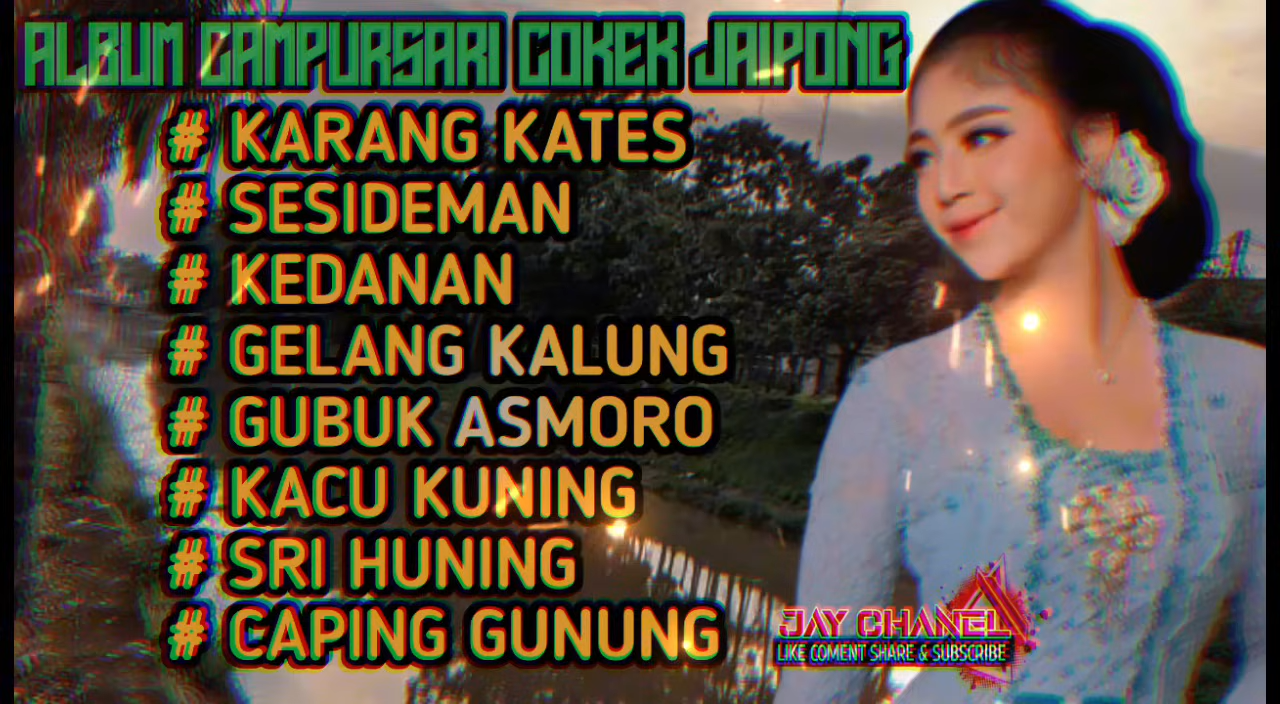 ALBUM CAMPURSARI COKEK JAIPONG
# KARANG KATES
# SESIDEMAN
# KEDANAN
# GELANG KALUNG
# GUBUK ASMORO
# KACU KUNING
# SRI HUNING
# CAPING GUNUNG
JAY CHANEL
LIKE COMENT SHARE & SUBSCRIBE